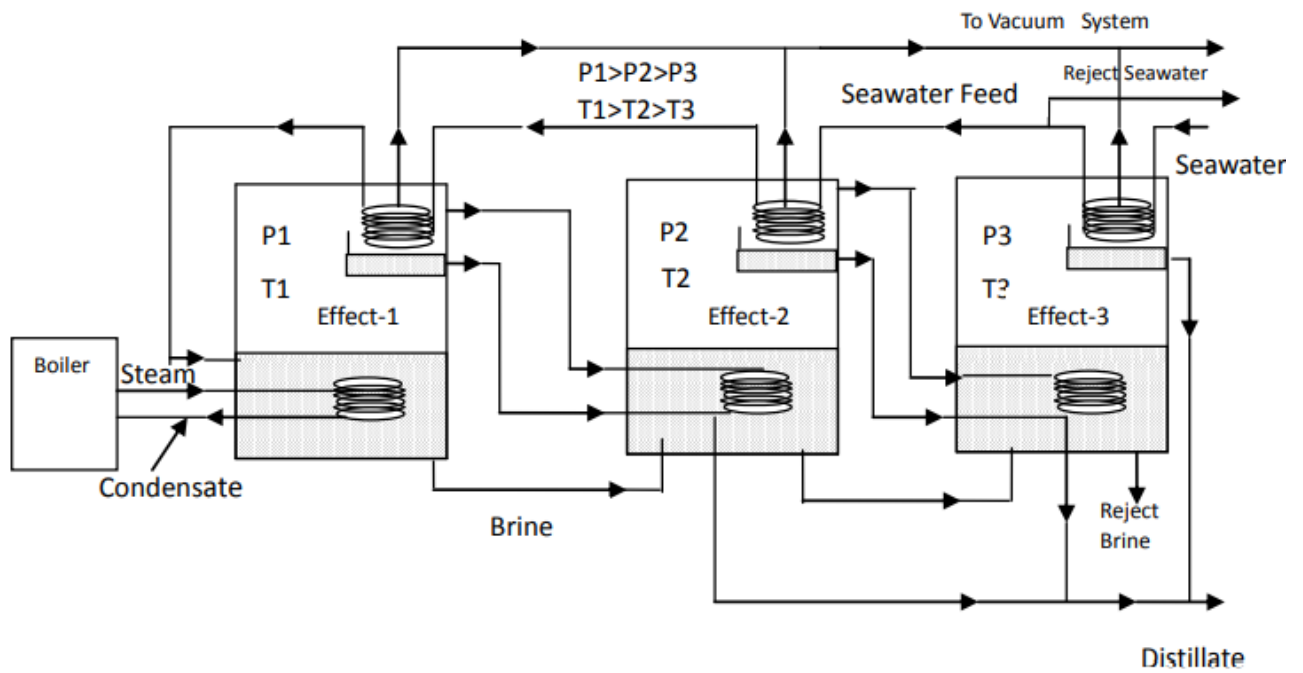 To Vacuum System
P1>P2>P3
Reject Seawater
T1>T2>T3
Seawater Feed
Seawater
P1
P2
P3
T1
T2
T3
Effect-1
Effect-2
Effect-3
Boiler
Steam
Condensate
Brine
Reject
Brine
Distillate